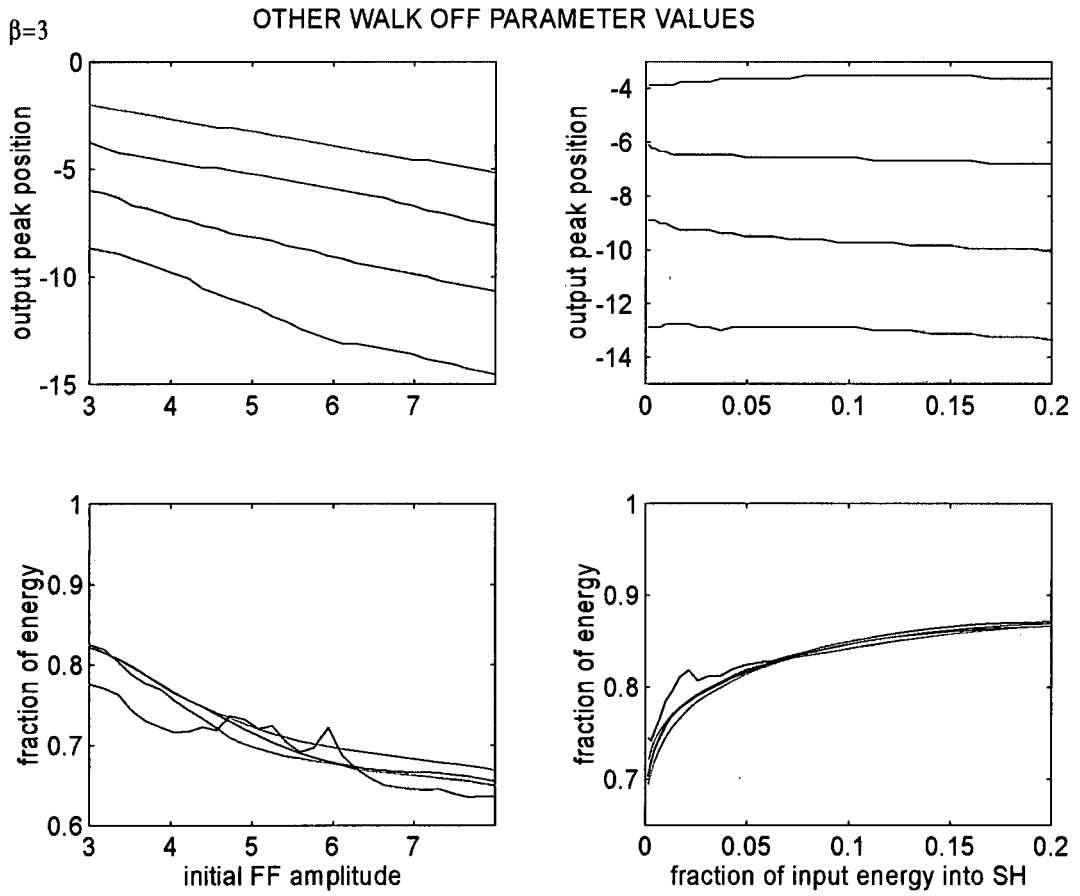 OTHER WALK OFF PARAMETER VALUES
β=3
output peak position
0
-5
-10
-15
3 4 5 6 7
output peak position
-4
-6
-8
-10
-12
-14
0 0.05 0.1 0.15 0.2
fraction of energy
1
0.9
0.8
0.7
0.6
3 4 5 6 7
initial FF amplitude
fraction of energy
1
0.9
0.8
0.7
0 0.05 0.1 0.15 0.2
fraction of input energy into SH